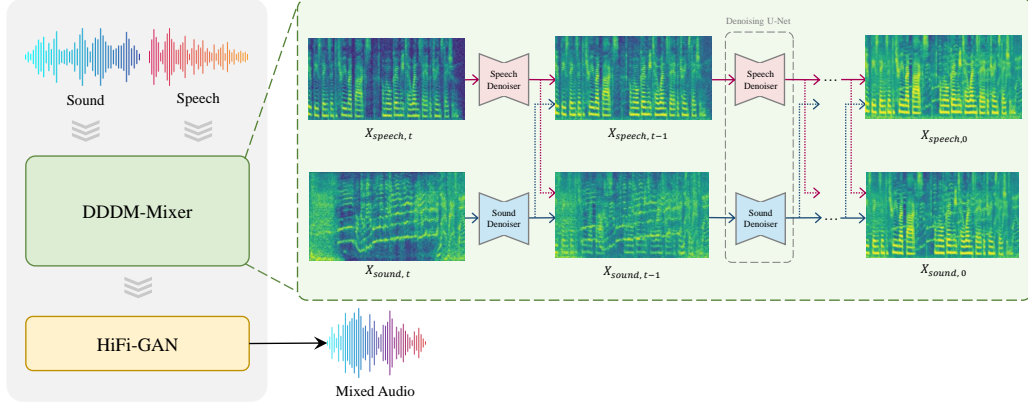 Sound
Speech
DDDM-Mixer
HiFi-GAN
Mixed Audio
Denoising U-Net
Speech
Denoiser
Speech
Denoiser
...
X_speech, t
X_speech, t−1
X_speech,0
Sound
Denoiser
Sound
Denoiser
...
X_sound, t
X_sound, t−1
X_sound, 0